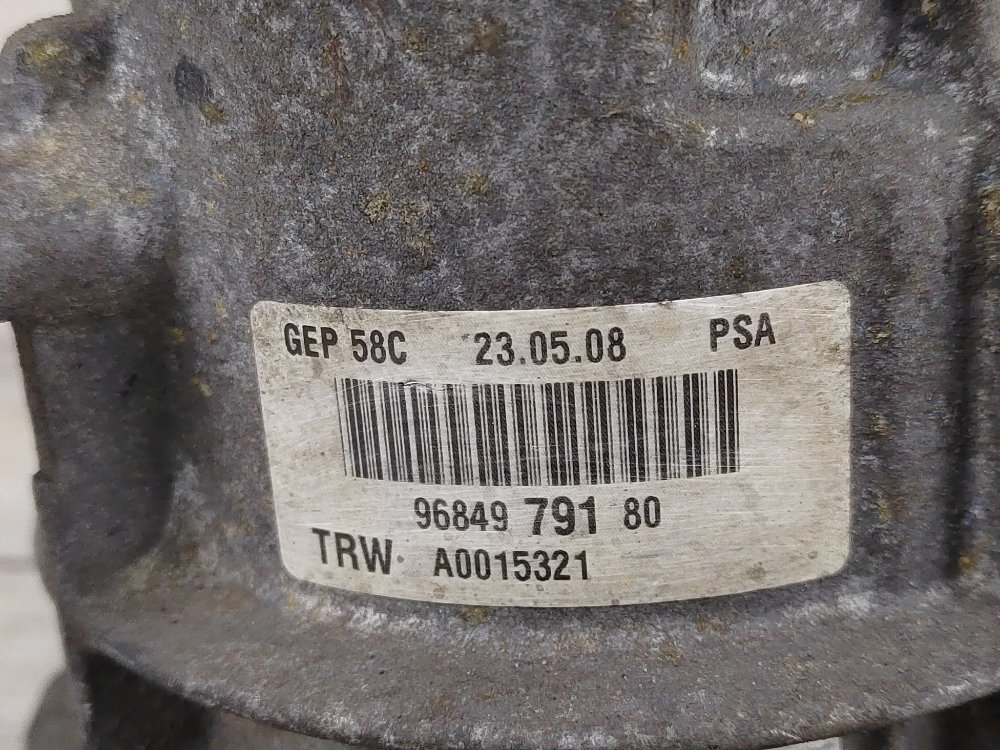 GEP 58C 23.05.08 PSA
96849 791 80
TRW A0015321